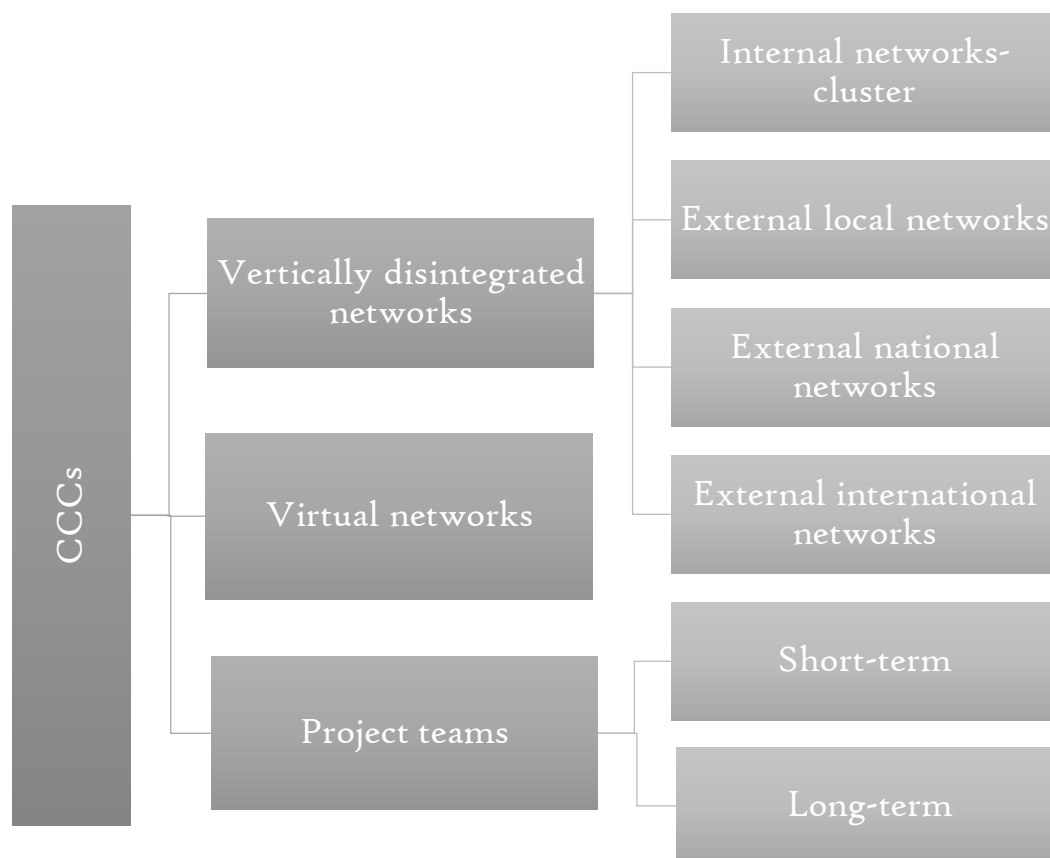 CCCs
Vertically disintegrated
networks
Internal networks-
cluster
External local networks
External national
networks
External international
networks
Virtual networks
Project teams
Short-term
Long-term